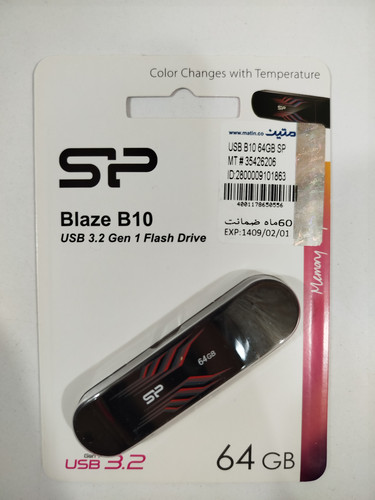 Color Changes with Temperature
www.matin.co متین
USB B10 64GB SP
MT # 35426206
ID:2800009101863
4001178650556
60ماه ضمانت
EXP:1409/02/01
SP
Blaze B10
USB 3.2 Gen 1 Flash Drive
Memory
64GB
SP
Gen 1
USB 3.2
64 GB